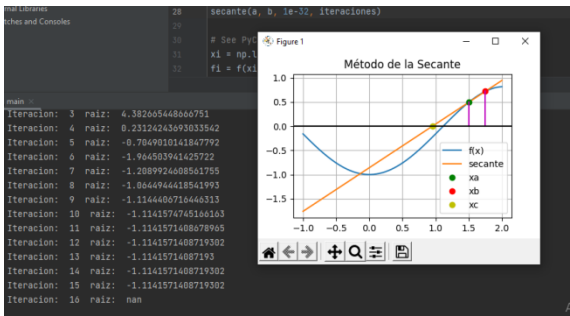 rnal Libraries
tches and Consoles
28 secante(a, b, 1e-32, iteraciones)
29
30 # See PyC
31 xi = np.l
32 fi = f(xi
main ×
Iteracion: 3 raiz: 4.382665448666751
Iteracion: 4 raiz: 0.23124243693033542
Iteracion: 5 raiz: -0.7049010141847792
Iteracion: 6 raiz: -1.964503941425722
Iteracion: 7 raiz: -1.2089924608561755
Iteracion: 8 raiz: -1.0644944418541993
Iteracion: 9 raiz: -1.1144406716446313
Iteracion: 10 raiz: -1.1141574745166163
Iteracion: 11 raiz: -1.1141571408678965
Iteracion: 12 raiz: -1.1141571408719302
Iteracion: 13 raiz: -1.11415714087193
Iteracion: 14 raiz: -1.1141571408719302
Iteracion: 15 raiz: -1.1141571408719302
Iteracion: 16 raiz: nan
Figure 1
Método de la Secante
1.0
0.5
0.0
−0.5
−1.0
−1.5
−1.0 −0.5 0.0 0.5 1.0 1.5 2.0
f(x)
secante
xa
xb
xc